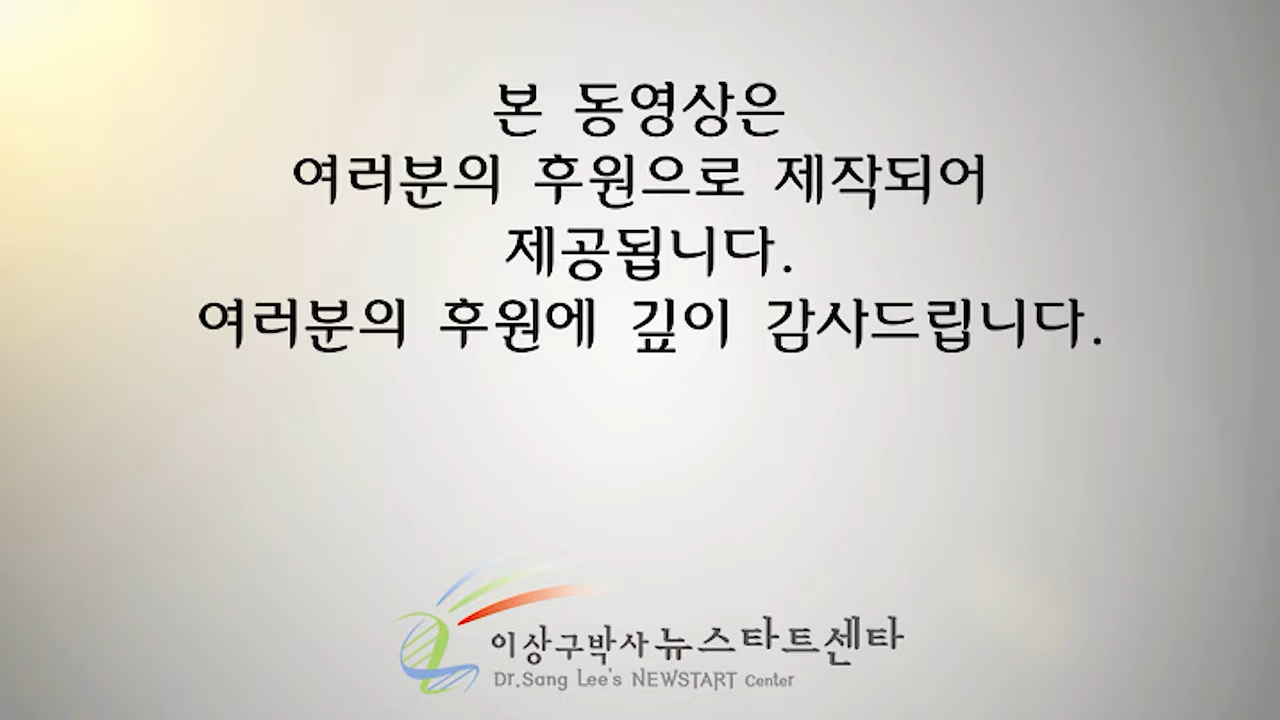 본 동영상은
여러분의 후원으로 제작되어
제공됩니다.
여러분의 후원에 깊이 감사드립니다.
이상구박사뉴스타트센타
Dr.Sang Lee's NEWSTART Center